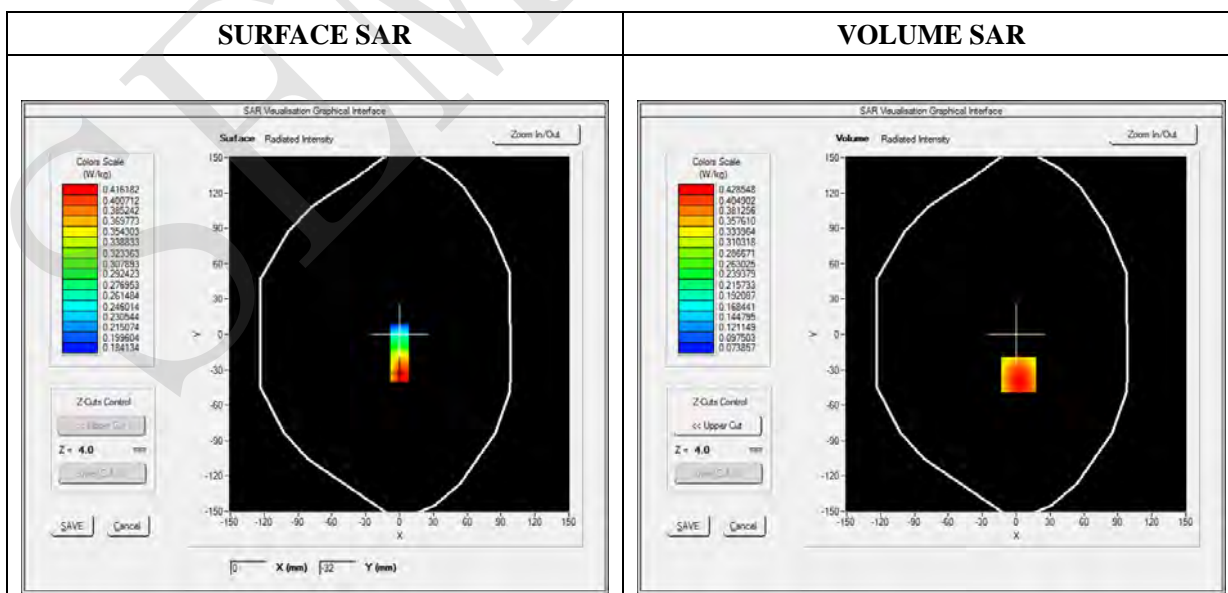 SURFACE SAR
VOLUME SAR
SAR Visualisation Graphical Interface
Surface Radiated Intensity
Zoom In/Out
Colors Scale
(W/kg)
0.416182
0.400712
0.385242
0.369773
0.354303
0.338833
0.323363
0.307893
0.292423
0.276953
0.261484
0.246014
0.230544
0.215074
0.199604
0.184134
150
120
90
60
30
0
-30
-60
-90
-120
-150
Y
-150 -120 -90 -60 -30 0 30 60 90 120 150
X
Z-Cuts Control
<< Upper Cut
Z = 4.0 mm
SAVE Cancel
0 X (mm) -32 Y (mm)
SAR Visualisation Graphical Interface
Volume Radiated Intensity
Zoom In/Out
Colors Scale
(W/kg)
0.428548
0.404902
0.381256
0.357610
0.333964
0.310318
0.286671
0.263025
0.239379
0.215733
0.192087
0.168441
0.144795
0.121149
0.097503
0.073857
150
120
90
60
30
0
-30
-60
-90
-120
-150
Y
-150 -120 -90 -60 -30 0 30 60 90 120 150
X
Z-Cuts Control
<< Upper Cut
Z = 4.0 mm
SAVE Cancel